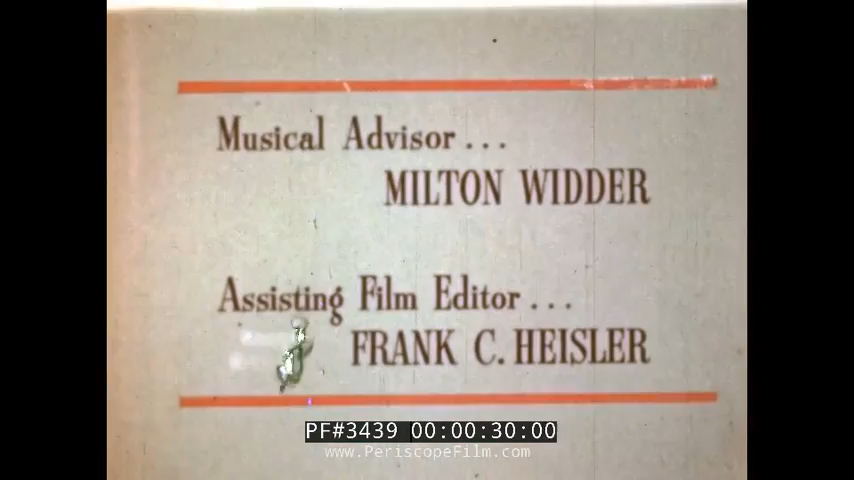 Musical Advisor...
MILTON WIDDER
Assisting Film Editor...
FRANK C. HEISLER
PF#3439 00:00:30:00
www.PeriscopeFilm.com